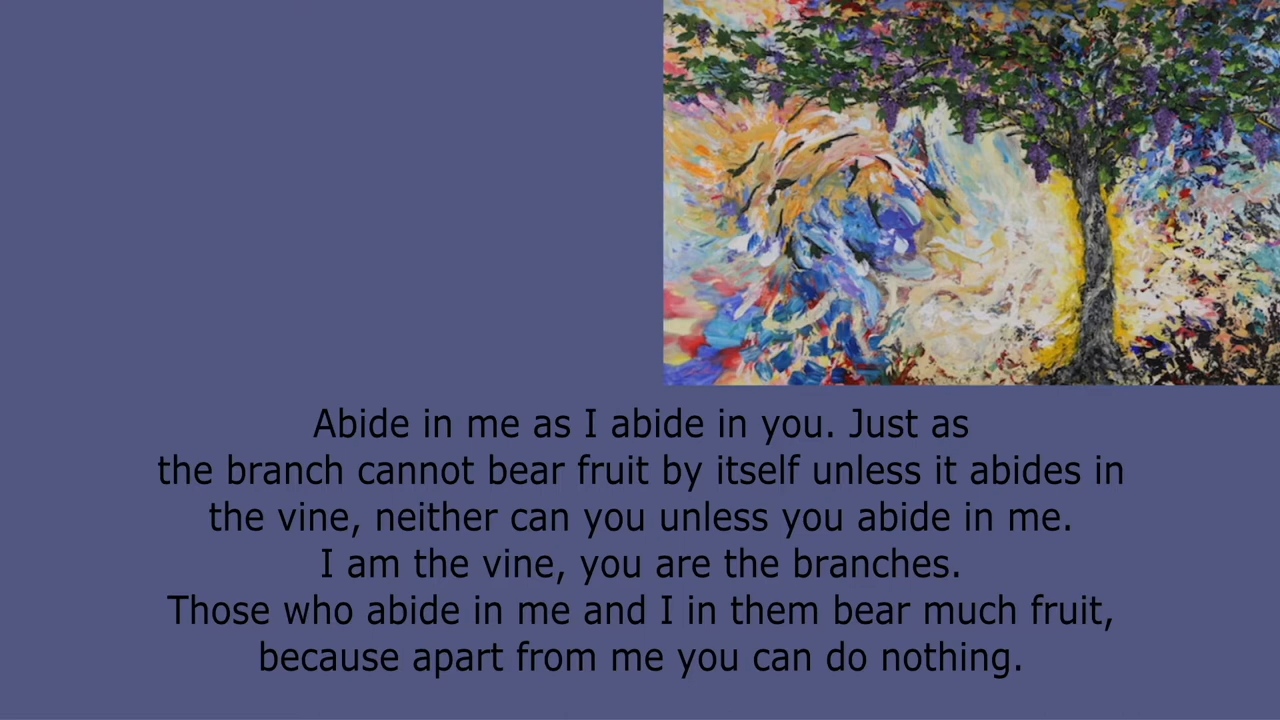 Abide in me as I abide in you. Just as
the branch cannot bear fruit by itself unless it abides in
the vine, neither can you unless you abide in me.
I am the vine, you are the branches.
Those who abide in me and I in them bear much fruit,
because apart from me you can do nothing.